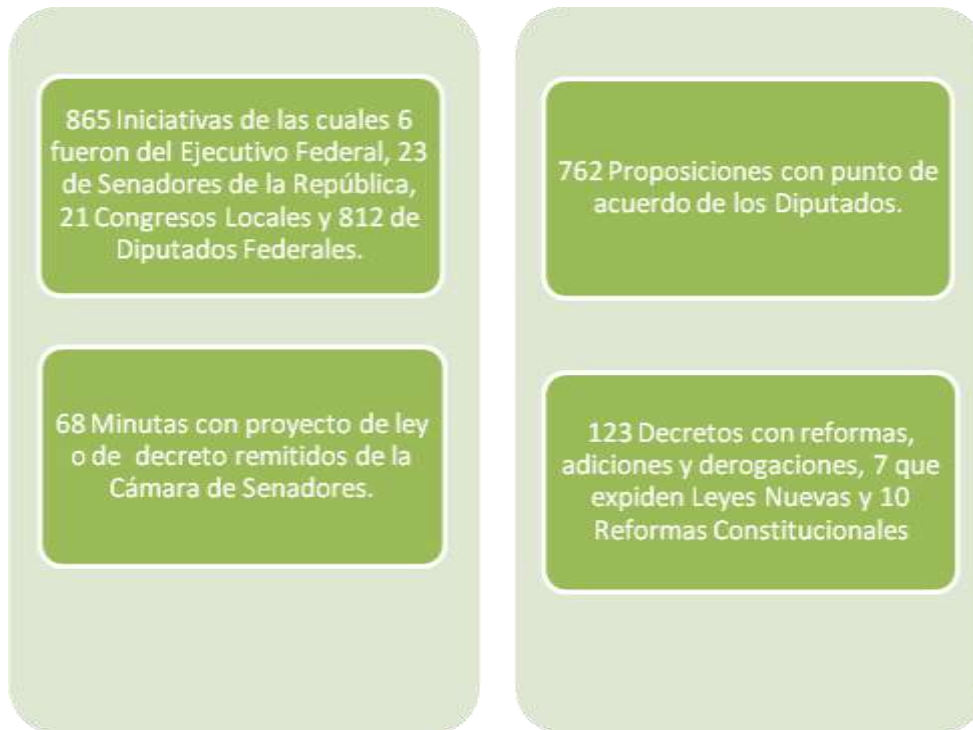 865 Iniciativas de las cuales 6
fueron del Ejecutivo Federal, 23
de Senadores de la República,
21 Congresos Locales y 812 de
Diputados Federales.
68 Minutas con proyecto de ley
o de decreto remitidos de la
Cámara de Senadores.
762 Proposiciones con punto de
acuerdo de los Diputados.
123 Decretos con reformas,
adiciones y derogaciones, 7 que
expiden Leyes Nuevas y 10
Reformas Constitucionales